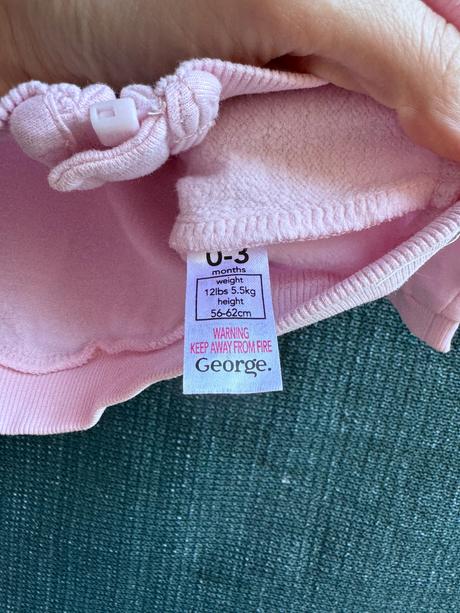 0-3
months
weight
12lbs 5.5kg
height
56-62cm
WARNING
KEEP AWAY FROM FIRE
George.